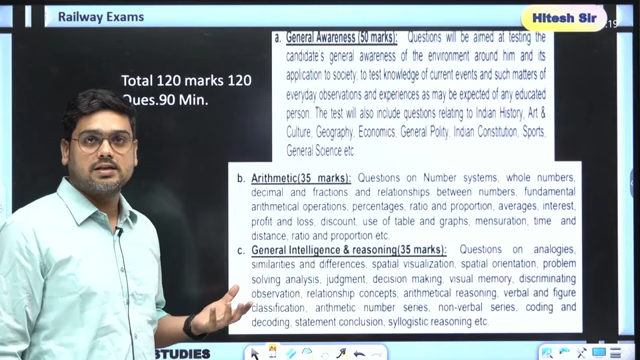 Railway Exams
Hitesh Sir
:19
Total 120 marks 120
Ques.90 Min.
a. General Awareness (50 marks): Questions will be aimed at testing the
candidate's general awareness of the environment around him and its
application to society, to test knowledge of current events and such matters of
everyday observations and experiences as may be expected of any educated
person. The test will also include questions relating to Indian History, Art &
Culture, Geography, Economics, General Polity, Indian Constitution, Sports,
General Science etc
b. Arithmetic(35 marks): Questions on Number systems, whole numbers,
decimal and fractions and relationships between numbers, fundamental
arithmetical operations, percentages, ratio and proportion, averages, interest,
profit and loss, discount, use of table and graphs, mensuration, time and
distance, ratio and proportion etc.
c. General Intelligence & reasoning(35 marks): Questions on analogies,
similarities and differences, spatial visualization, spatial orientation, problem
solving analysis, judgment, decision making, visual memory, discriminating
observation, relationship concepts, arithmetical reasoning, verbal and figure
classification, arithmetic number series, non-verbal series, coding and
decoding, statement conclusion, syllogistic reasoning etc.
STUDIES